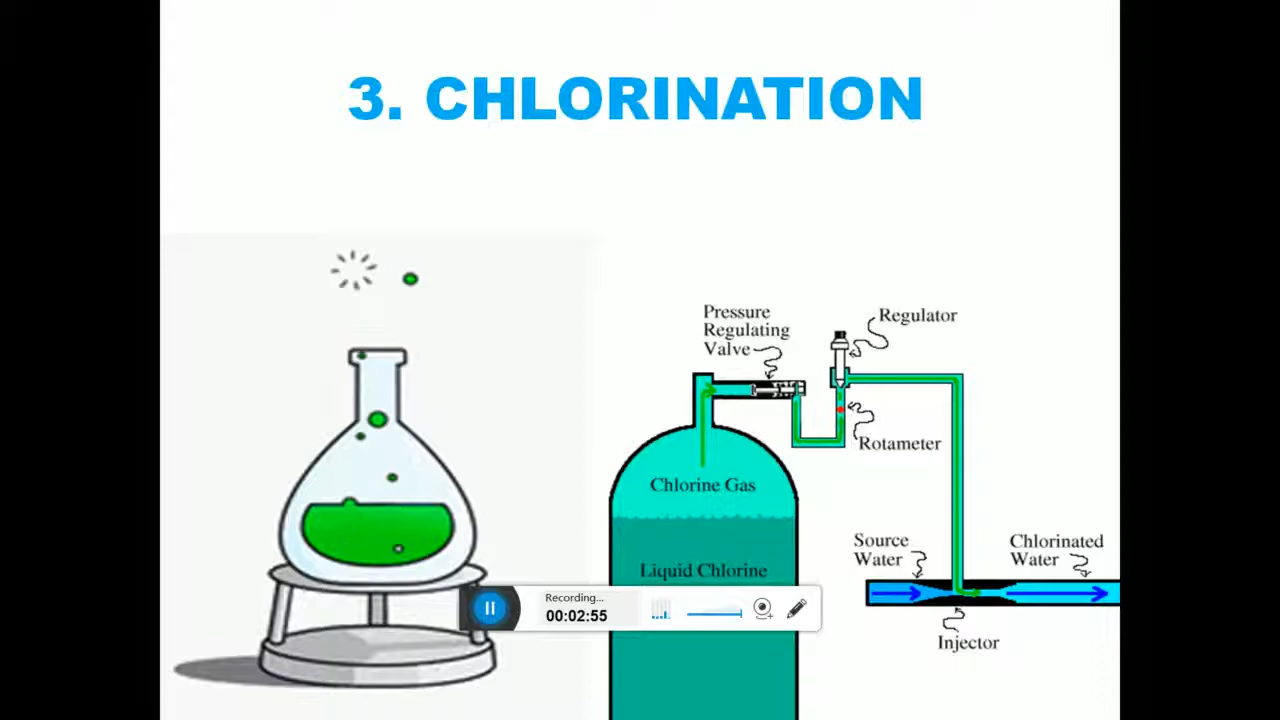 3. CHLORINATION
Pressure
Regulating
Valve
Regulator
Rotameter
Chlorine Gas
Liquid Chlorine
Source
Water
Chlorinated
Water
Injector
Recording...
00:02:55